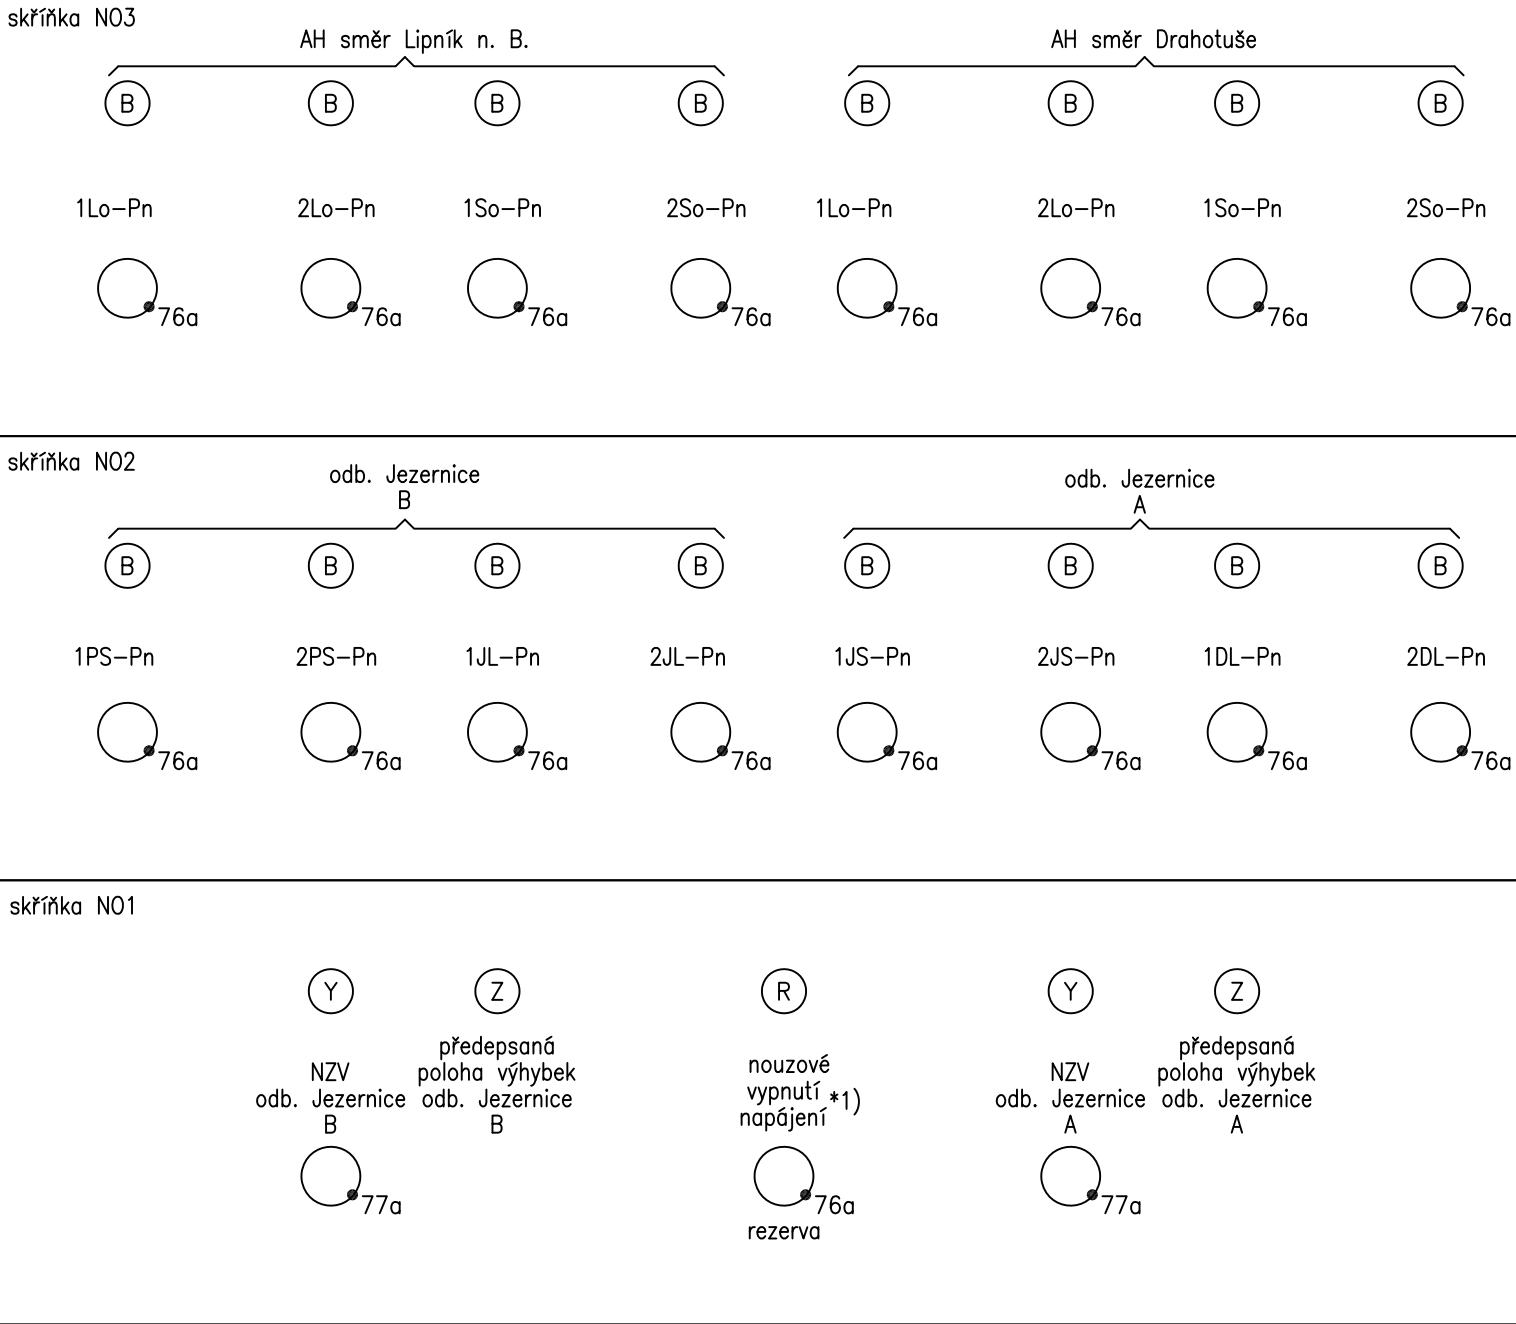 skříňka NO3
AH směr Lipník n. B.
AH směr Drahotuše
B B B B B B B B
1Lo-Pn 2Lo-Pn 1So-Pn 2So-Pn 1Lo-Pn 2Lo-Pn 1So-Pn 2So-Pn
76a 76a 76a 76a 76a 76a 76a 76a
skříňka NO2
odb. Jezernice
B
odb. Jezernice
A
B B B B B B B B
1PS-Pn 2PS-Pn 1JL-Pn 2JL-Pn 1JS-Pn 2JS-Pn 1DL-Pn 2DL-Pn
76a 76a 76a 76a 76a 76a 76a 76a
skříňka NO1
Y Z R Y Z
NZV
odb. Jezernice
B
77a
předepsaná
poloha výhybek
odb. Jezernice
B
nouzové
vypnutí *1)
napájení
76a
rezerva
NZV
odb. Jezernice
A
77a
předepsaná
poloha výhybek
odb. Jezernice
A